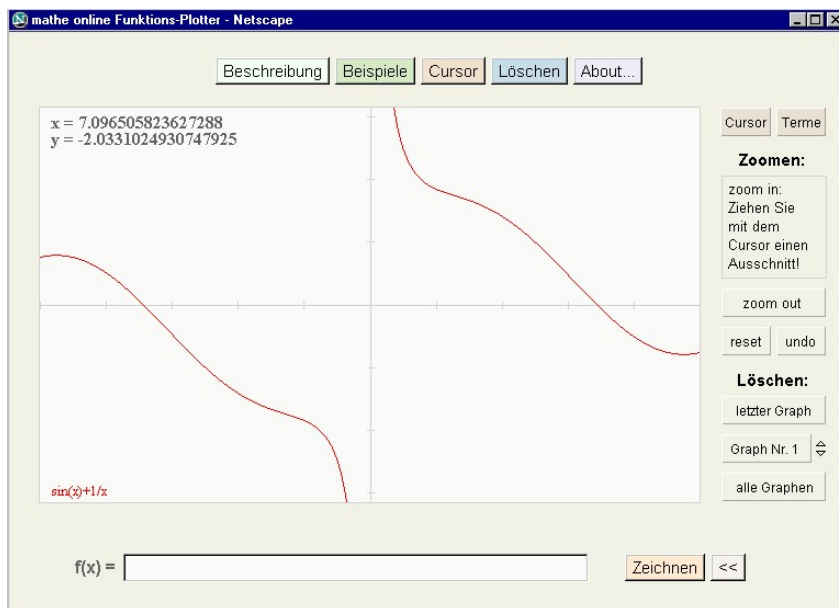 mathe online Funktions-Plotter - Netscape
Beschreibung Beispiele Cursor Löschen About...
x = 7.096505823627288
y = -2.0331024930747925
sin(x)+1/x
Cursor Terme
Zoomen:
zoom in:
Ziehen Sie
mit dem
Cursor einen
Ausschnitt!
zoom out
reset undo
Löschen:
letzter Graph
Graph Nr. 1
alle Graphen
f(x) =
Zeichnen <<